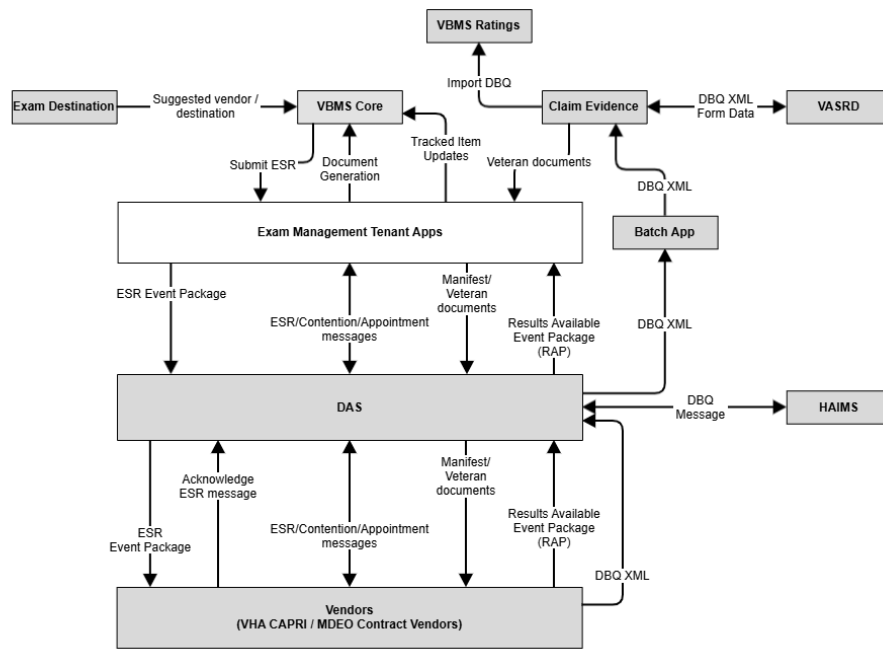 VBMS Ratings
Import DBQ
Exam Destination
Suggested vendor /
destination
VBMS Core
Claim Evidence
DBQ XML
Form Data
VASRD
Submit ESR
Document
Generation
Tracked Item
Updates
Veteran documents
DBQ XML
Exam Management Tenant Apps
Batch App
ESR Event Package
ESR/Contention/Appointment
messages
Manifest/
Veteran
documents
Results Available
Event Package
(RAP)
DBQ XML
DAS
DBQ
Message
HAIMS
ESR
Event Package
Acknowledge
ESR message
ESR/Contention/Appointment
messages
Manifest/
Veteran
documents
Results Available
Event Package
(RAP)
DBQ XML
Vendors
(VHA CAPRI / MDEO Contract Vendors)